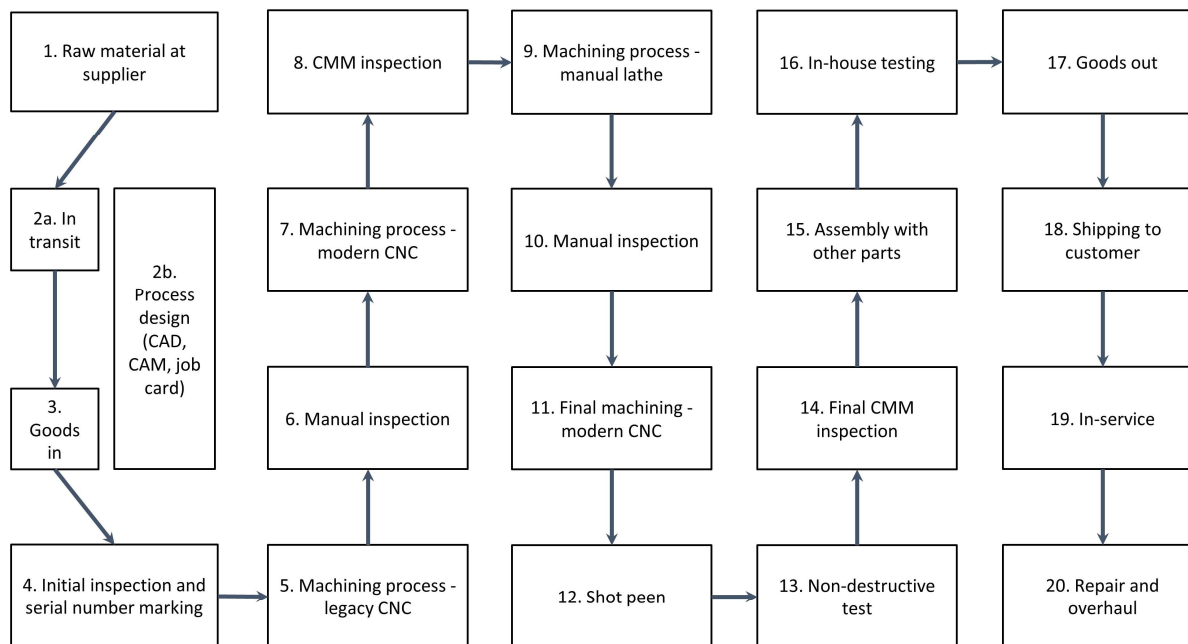 1. Raw material at
supplier
2a. In
transit
2b.
Process
design
(CAD,
CAM, job
card)
3.
Goods
in
4. Initial inspection and
serial number marking
5. Machining process -
legacy CNC
6. Manual inspection
7. Machining process -
modern CNC
8. CMM inspection
9. Machining process -
manual lathe
10. Manual inspection
11. Final machining -
modern CNC
12. Shot peen
13. Non-destructive
test
14. Final CMM
inspection
15. Assembly with
other parts
16. In-house testing
17. Goods out
18. Shipping to
customer
19. In-service
20. Repair and
overhaul